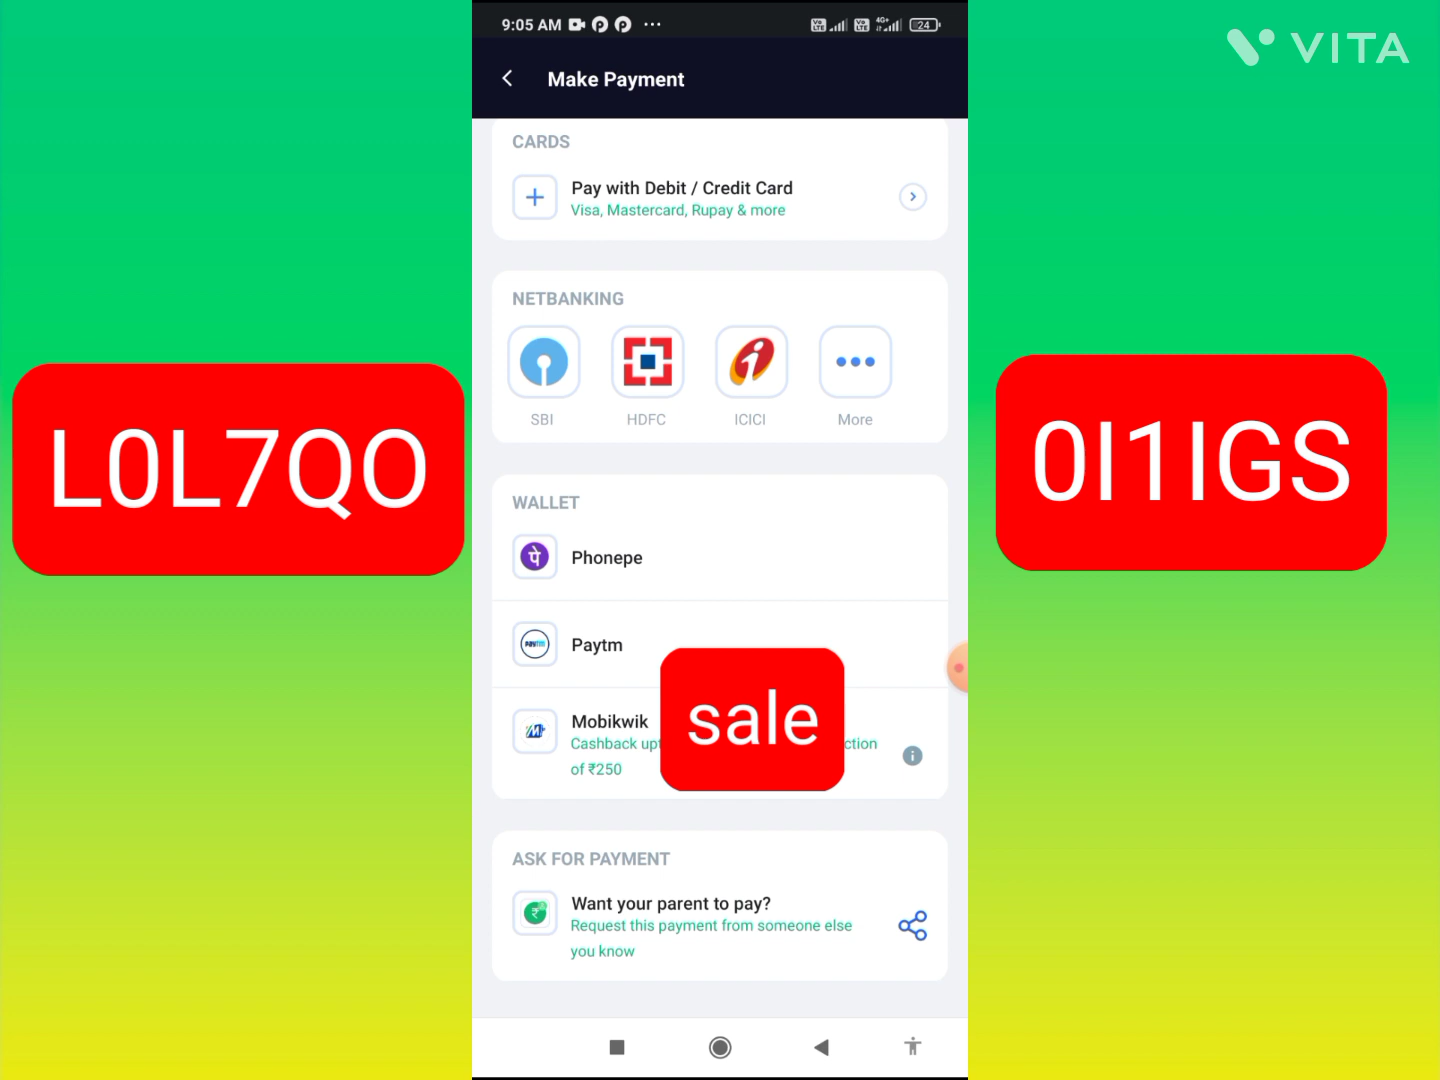 9:05 AM
24
VITA
Make Payment
CARDS
Pay with Debit / Credit Card
Visa, Mastercard, Rupay & more
NETBANKING
SBI HDFC ICICI More
L0L7QO
0I1IGS
WALLET
पे
Phonepe
Paytm
sale
Mobikwik
Cashback upt ction
of ₹250
ASK FOR PAYMENT
Want your parent to pay?
Request this payment from someone else
you know